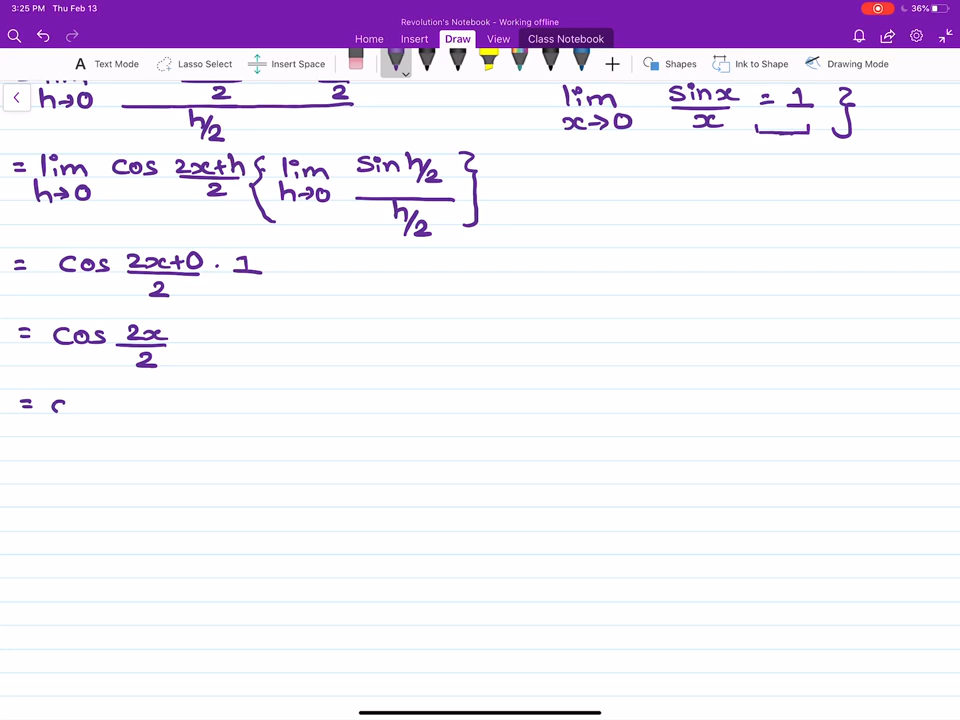 3:25 PM Thu Feb 13
36%
Revolution's Notebook - Working offline
Home Insert Draw View Class Notebook
Text Mode Lasso Select Insert Space Shapes Ink to Shape Drawing Mode
h→0 2 2
h/2
lim x→0 sinx/x = 1 }
= lim h→0 cos (2x+h)/2 { lim h→0 (sin h/2)/(h/2) }
= cos (2x+0)/2 · 1
= cos 2x/2
= c